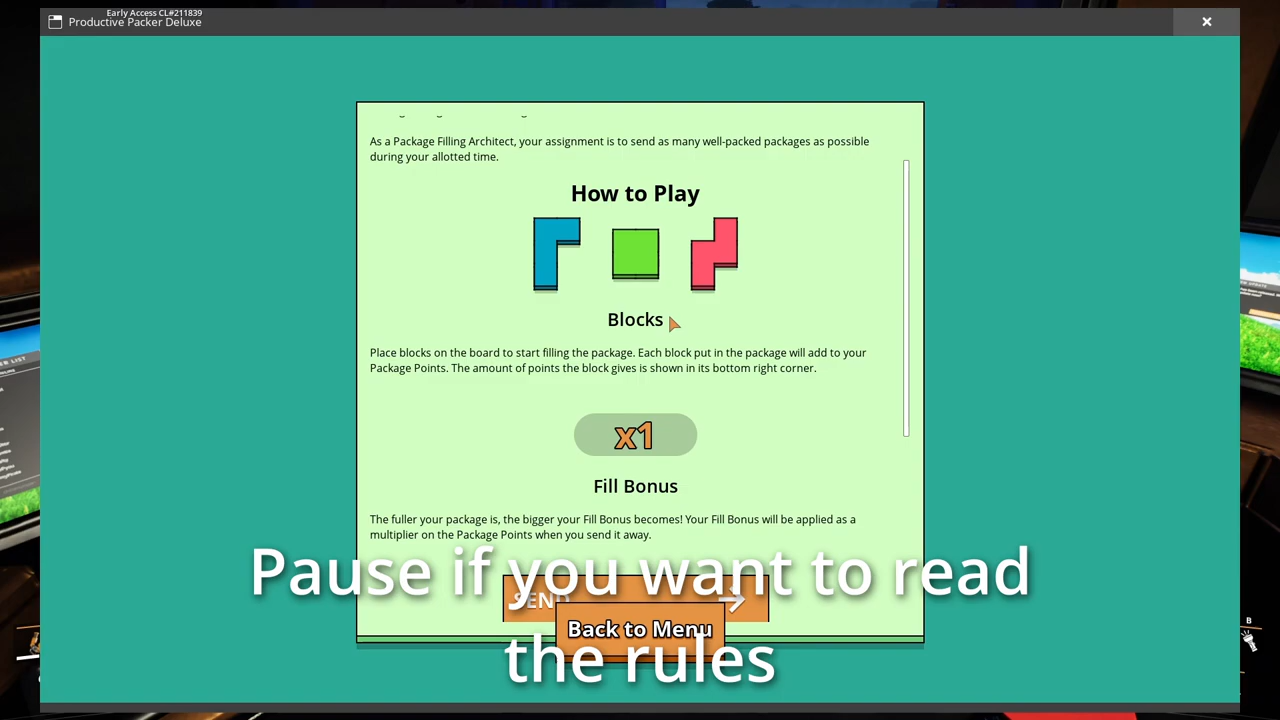 Early Access CL#211839
Productive Packer Deluxe
As a Package Filling Architect, your assignment is to send as many well-packed packages as possible
during your allotted time.
How to Play
Blocks
Place blocks on the board to start filling the package. Each block put in the package will add to your
Package Points. The amount of points the block gives is shown in its bottom right corner.
x1
Fill Bonus
The fuller your package is, the bigger your Fill Bonus becomes! Your Fill Bonus will be applied as a
multiplier on the Package Points when you send it away.
Pause if you want to read
SEND
Back to Menu
the rules
B